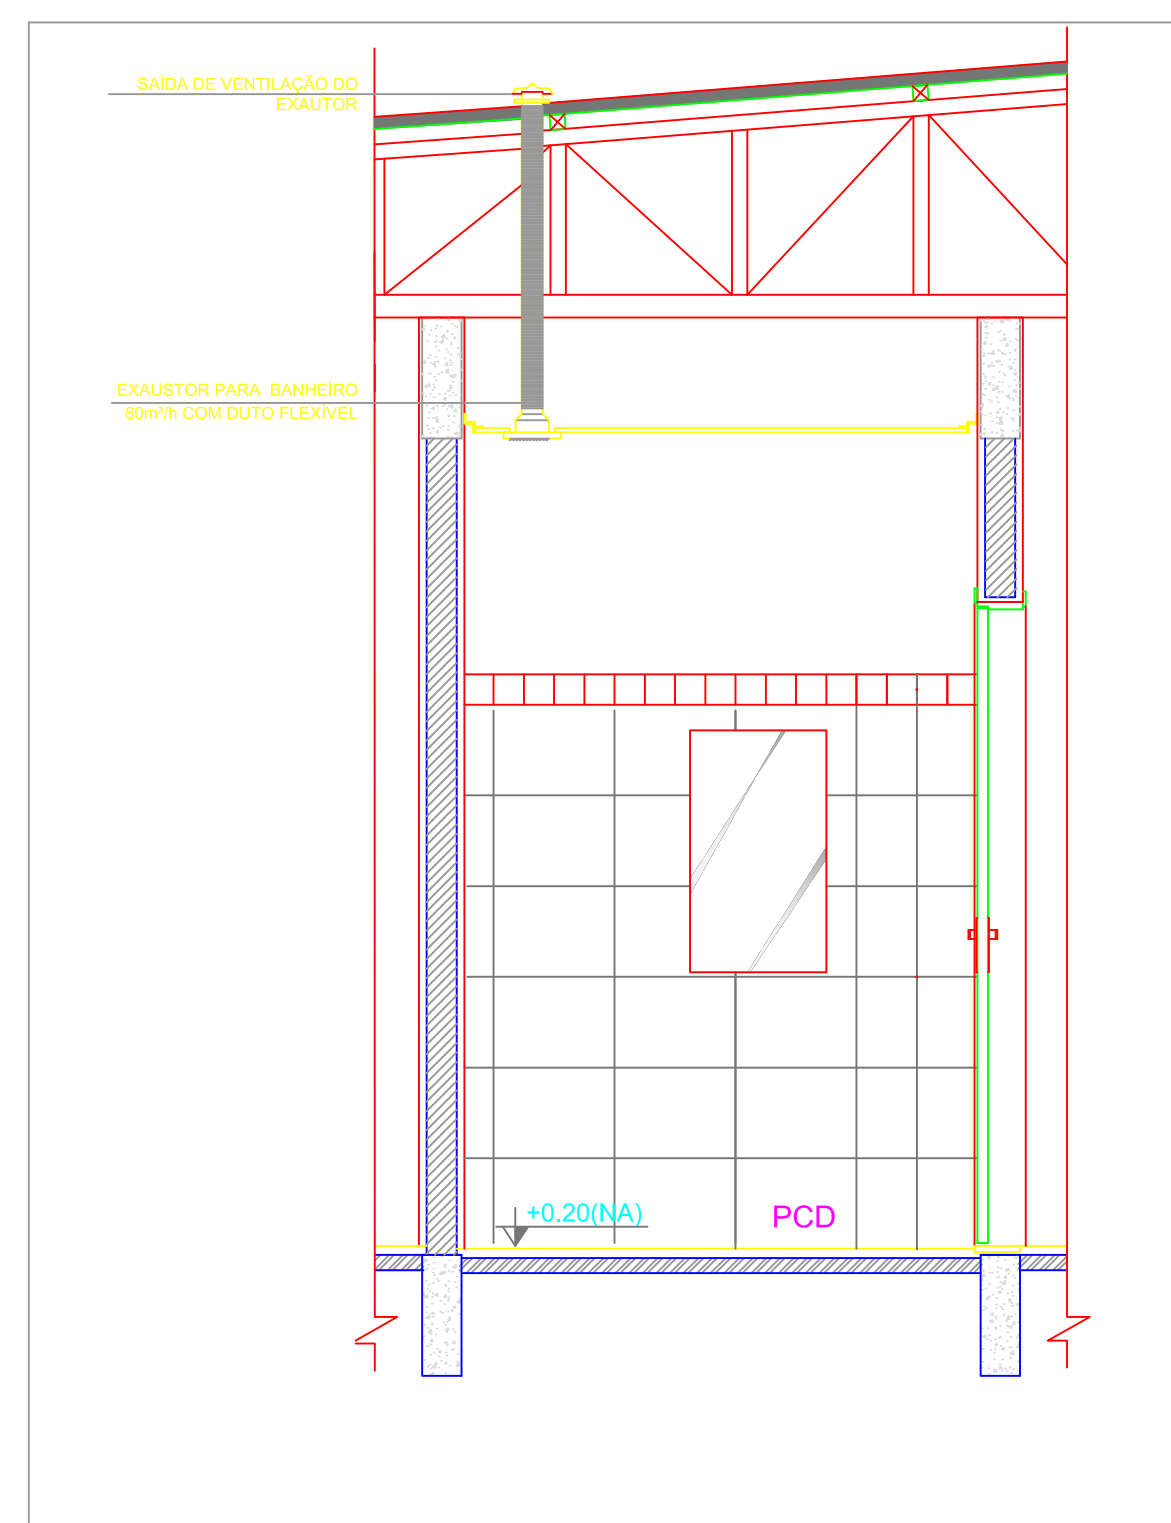 SAÍDA DE VENTILAÇÃO DO
EXAUTOR
EXAUSTOR PARA BANHEIRO
80m³/h COM DUTO FLEXÍVEL
+0.20(NA)
PCD